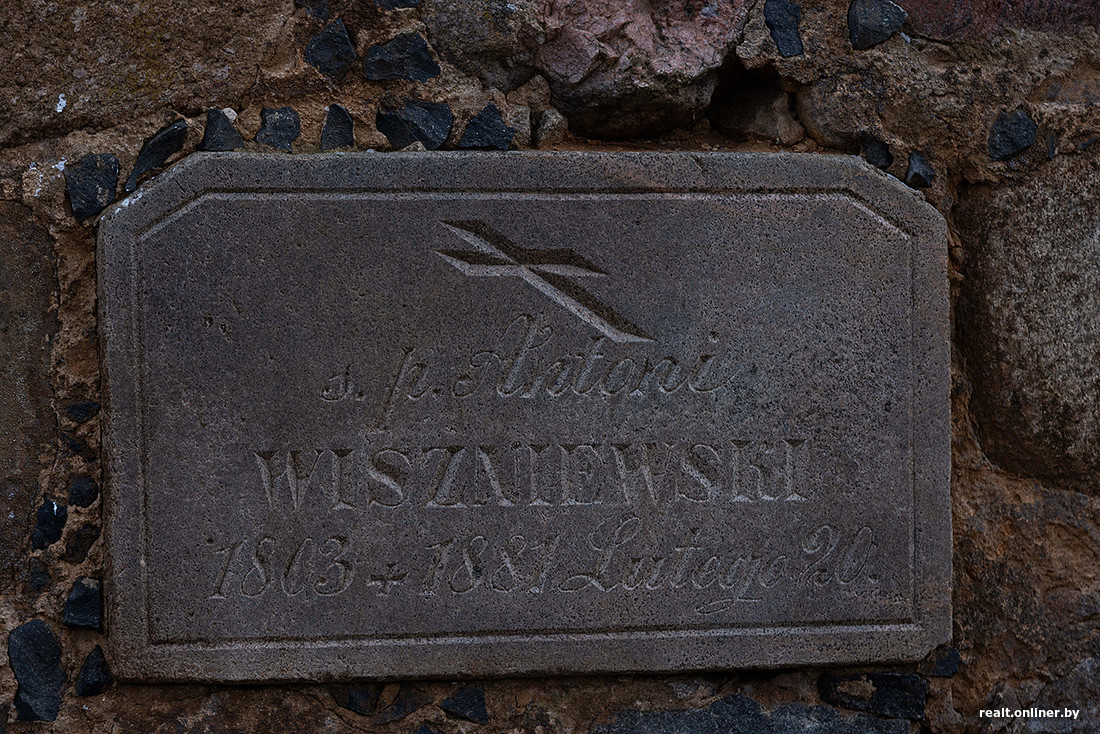 s. p. Antoni
WISZNIEWSKI
1803 + 1881 Lutego 20.
realt.onliner.by